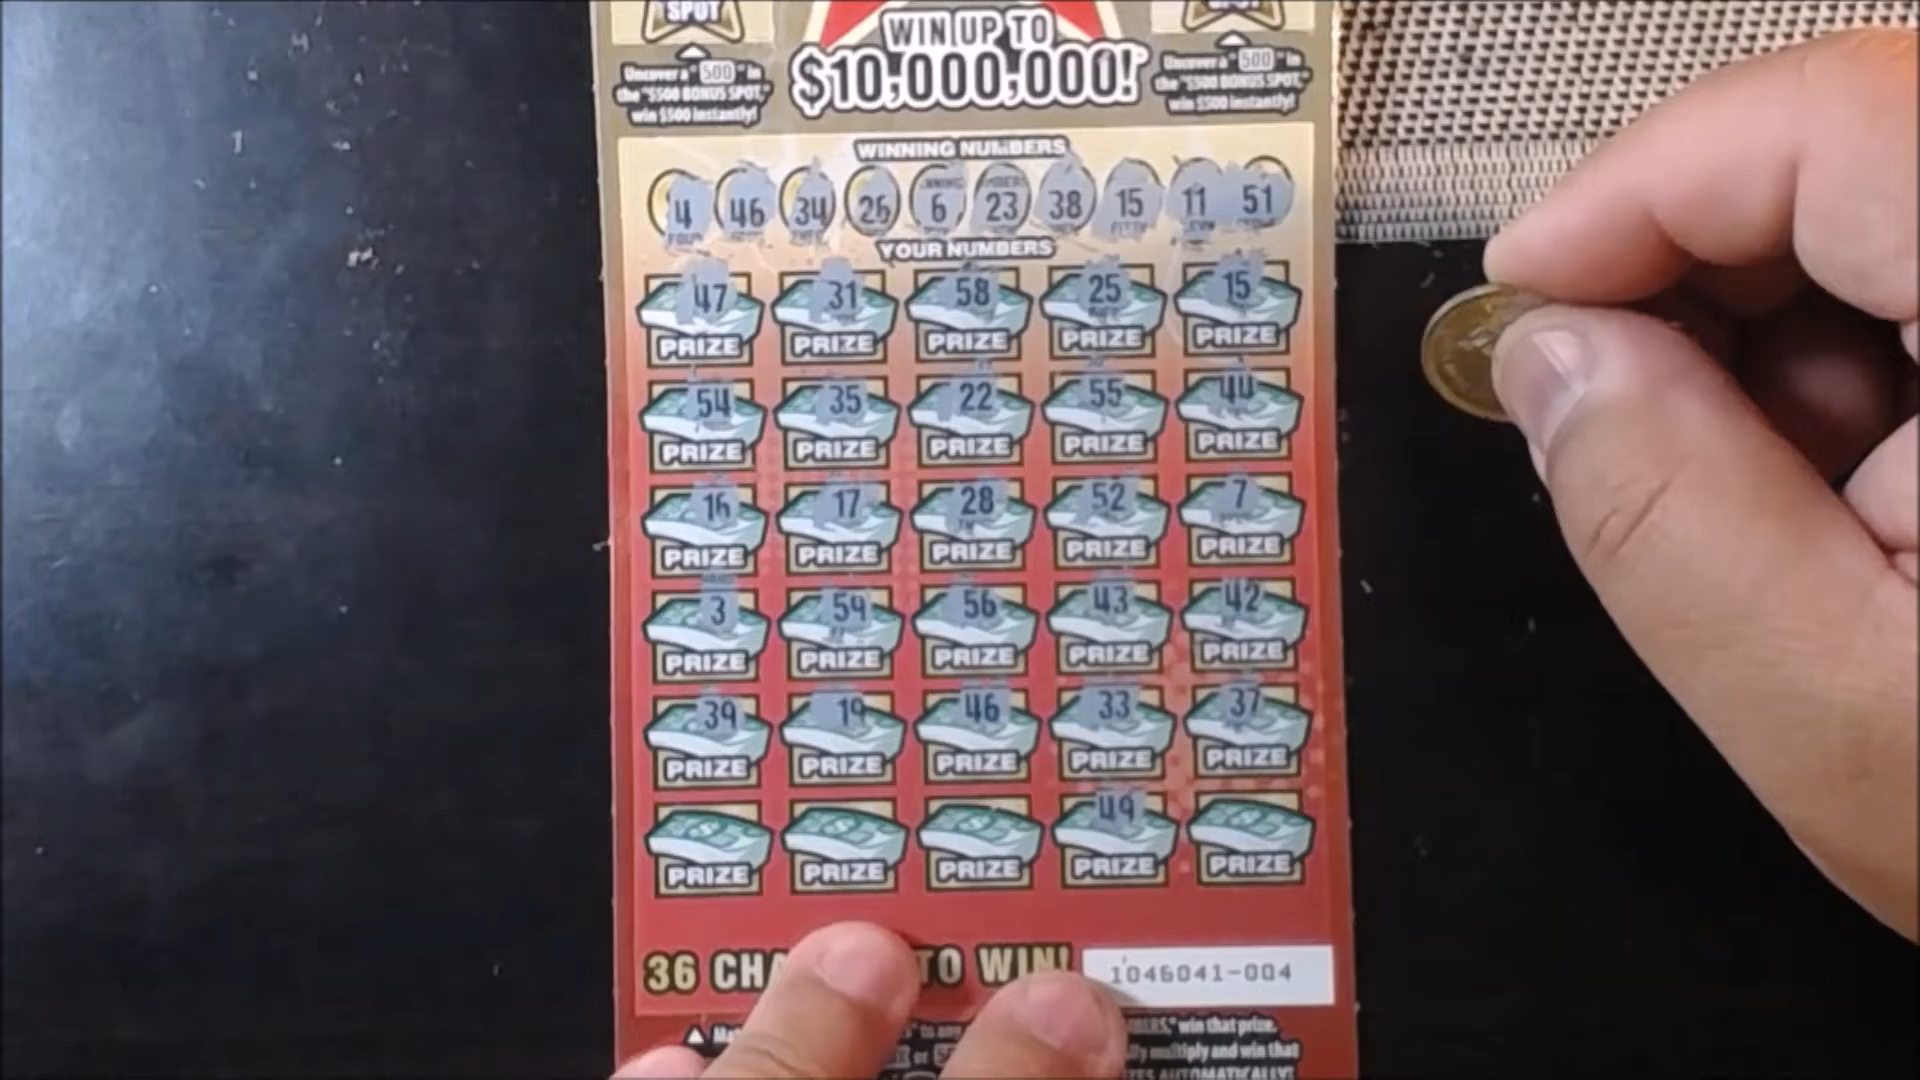 SPOT
WIN UP TO
$10,000,000!
Uncover a "500" in
the "$500 BONUS SPOT,"
win $500 instantly!
Uncover a "500" in
the "$500 BONUS SPOT,"
win $500 instantly!
WINNING NUMBERS
4 46 34 26 6 23 38 15 11 51
YOUR NUMBERS
47 31 58 25 15
PRIZE PRIZE PRIZE PRIZE PRIZE
54 35 22 55 44
PRIZE PRIZE PRIZE PRIZE PRIZE
16 17 28 52 7
PRIZE PRIZE PRIZE PRIZE PRIZE
3 59 56 43 42
PRIZE PRIZE PRIZE PRIZE PRIZE
39 19 46 33 37
PRIZE PRIZE PRIZE PRIZE PRIZE
49
PRIZE PRIZE PRIZE PRIZE PRIZE
36 TO WIN!
1046041-004
to any win that prize.
or multiply and win that
AUTOMATICALLY!